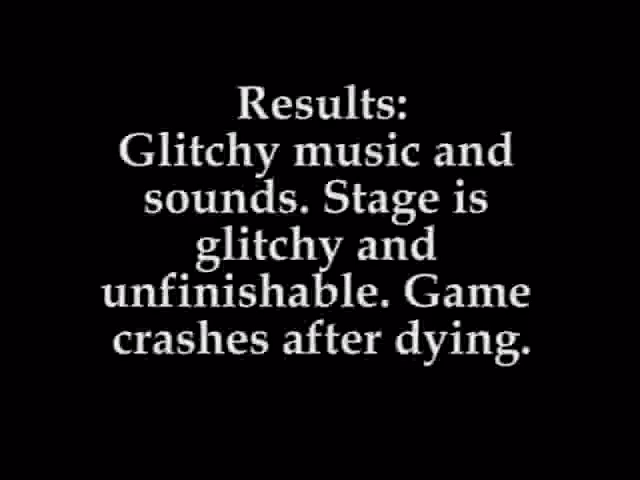 Results:
Glitchy music and
sounds. Stage is
glitchy and
unfinishable. Game
crashes after dying.